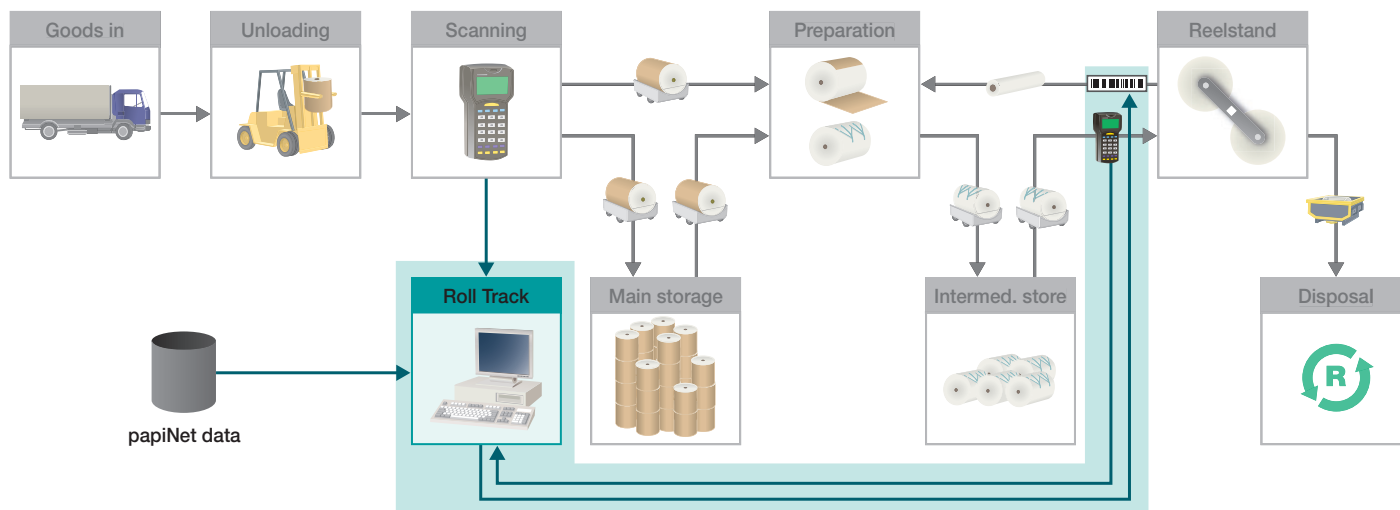 Goods in
Unloading
Scanning
Preparation
Reelstand
Roll Track
Main storage
Intermed. store
Disposal
R
papiNet data